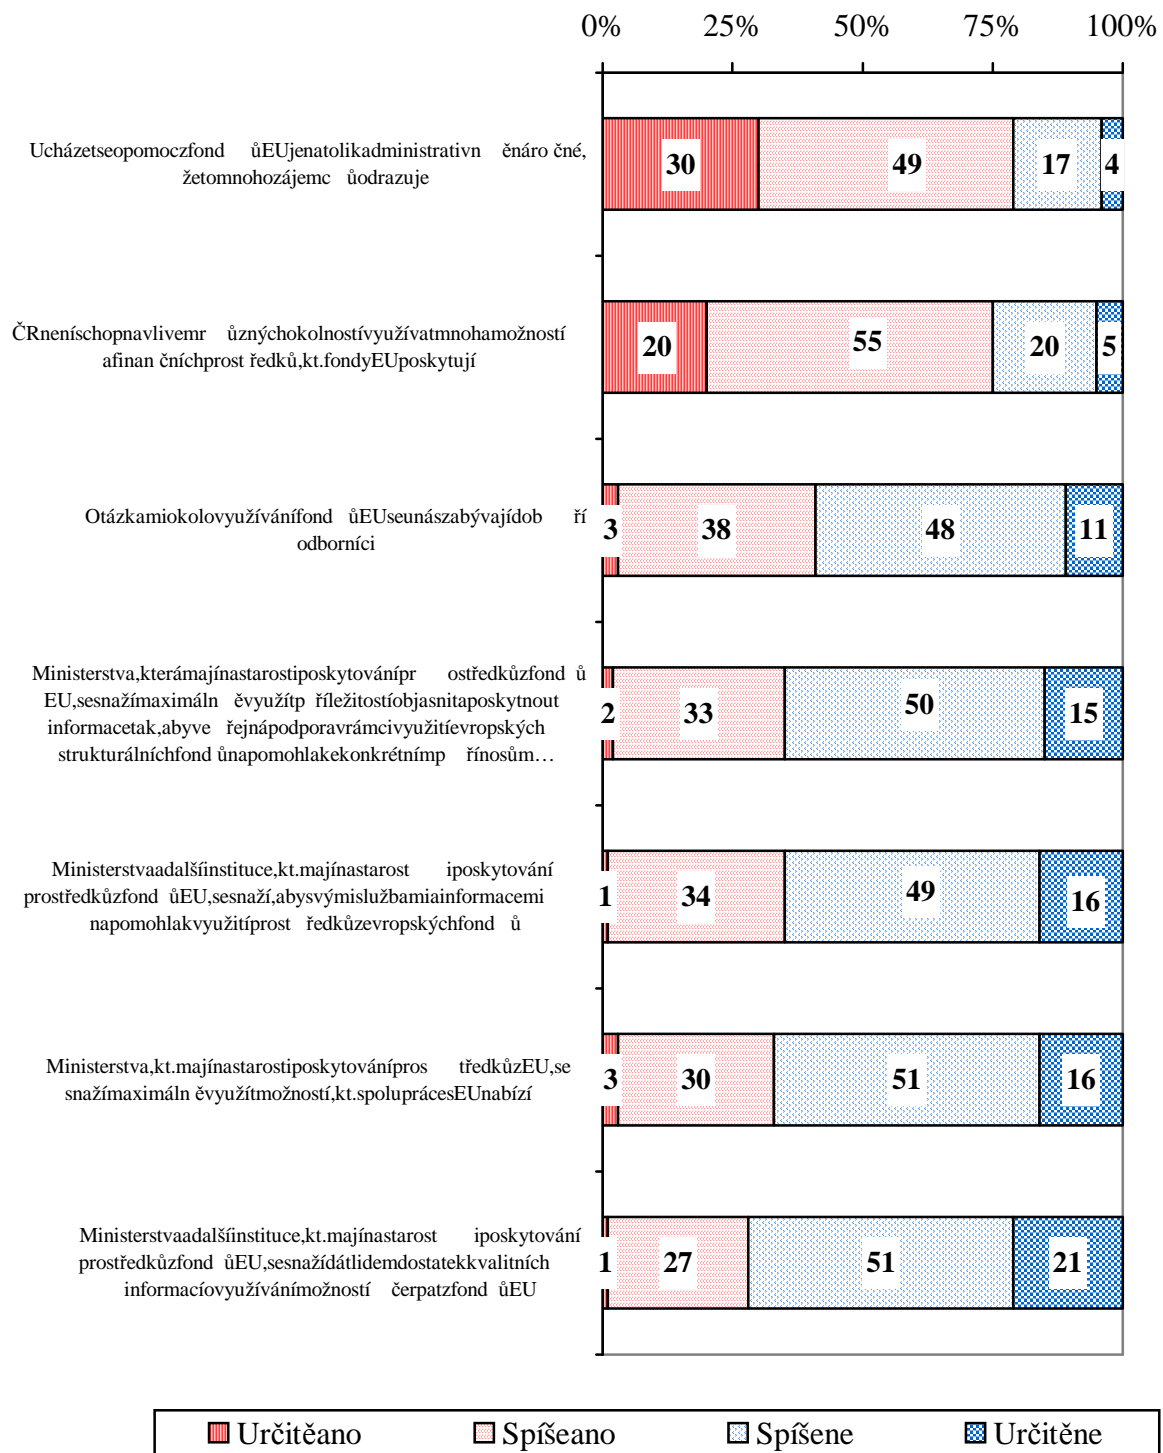 0% 25% 50% 75% 100%
Ucházetseopomoczfond ůEUjenatolikadministrativn ěnáro čné,
žetomnohozájemc ůodrazuje
30 49 17 4
ČRneníschopnavlivemr ůznýchokolnostívyužívatmnohamožností
afinan čníchprost ředků,kt.fondyEUposkytují
20 55 20 5
Otázkamiokolovyužívánífond ůEUseunászabývajídob ří
odborníci
3 38 48 11
Ministerstva,kterámajínastarostiposkytovánípr ostředkůzfond ů
EU,sesnažímaximáln ěvyužítp říležitostíobjasnitaposkytnout
informacetak,abyve řejnápodporavrámcivyužitíevropských
strukturálníchfond ůnapomohlakekonkrétnímp řínosům…
2 33 50 15
Ministerstvaadalšíinstituce,kt.majínastarost iposkytování
prostředkůzfond ůEU,sesnaží,abysvýmislužbamiainformacemi
napomohlakvyužitíprost ředkůzevropskýchfond ů
1 34 49 16
Ministerstva,kt.majínastarostiposkytovánípros tředkůzEU,se
snažímaximáln ěvyužítmožností,kt.spoluprácesEUnabízí
3 30 51 16
Ministerstvaadalšíinstituce,kt.majínastarost iposkytování
prostředkůzfond ůEU,sesnažídátlidemdostatekkvalitních
informacíovyužívánímožností čerpatzfond ůEU
1 27 51 21
Určitěano Spíšeano Spíšene Určitěne